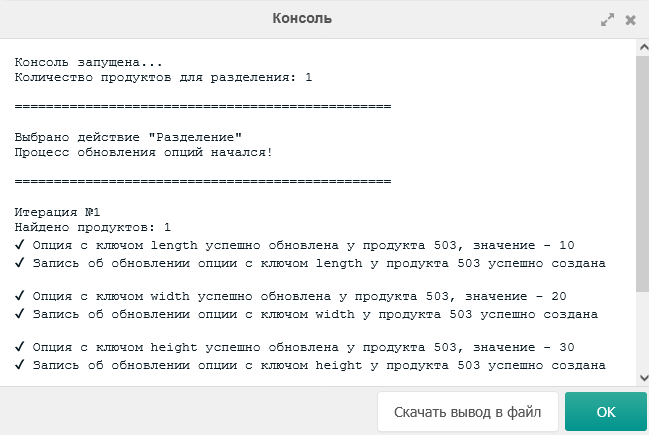 Консоль
Консоль запущена...
Количество продуктов для разделения: 1
================================================
Выбрано действие "Разделение"
Процесс обновления опций начался!
================================================
Итерация №1
Найдено продуктов: 1
✔ Опция с ключом length успешно обновлена у продукта 503, значение - 10
✔ Запись об обновлении опции с ключом length у продукта 503 успешно создана
✔ Опция с ключом width успешно обновлена у продукта 503, значение - 20
✔ Запись об обновлении опции с ключом width у продукта 503 успешно создана
✔ Опция с ключом height успешно обновлена у продукта 503, значение - 30
✔ Запись об обновлении опции с ключом height у продукта 503 успешно создана
Скачать вывод в файл
OK